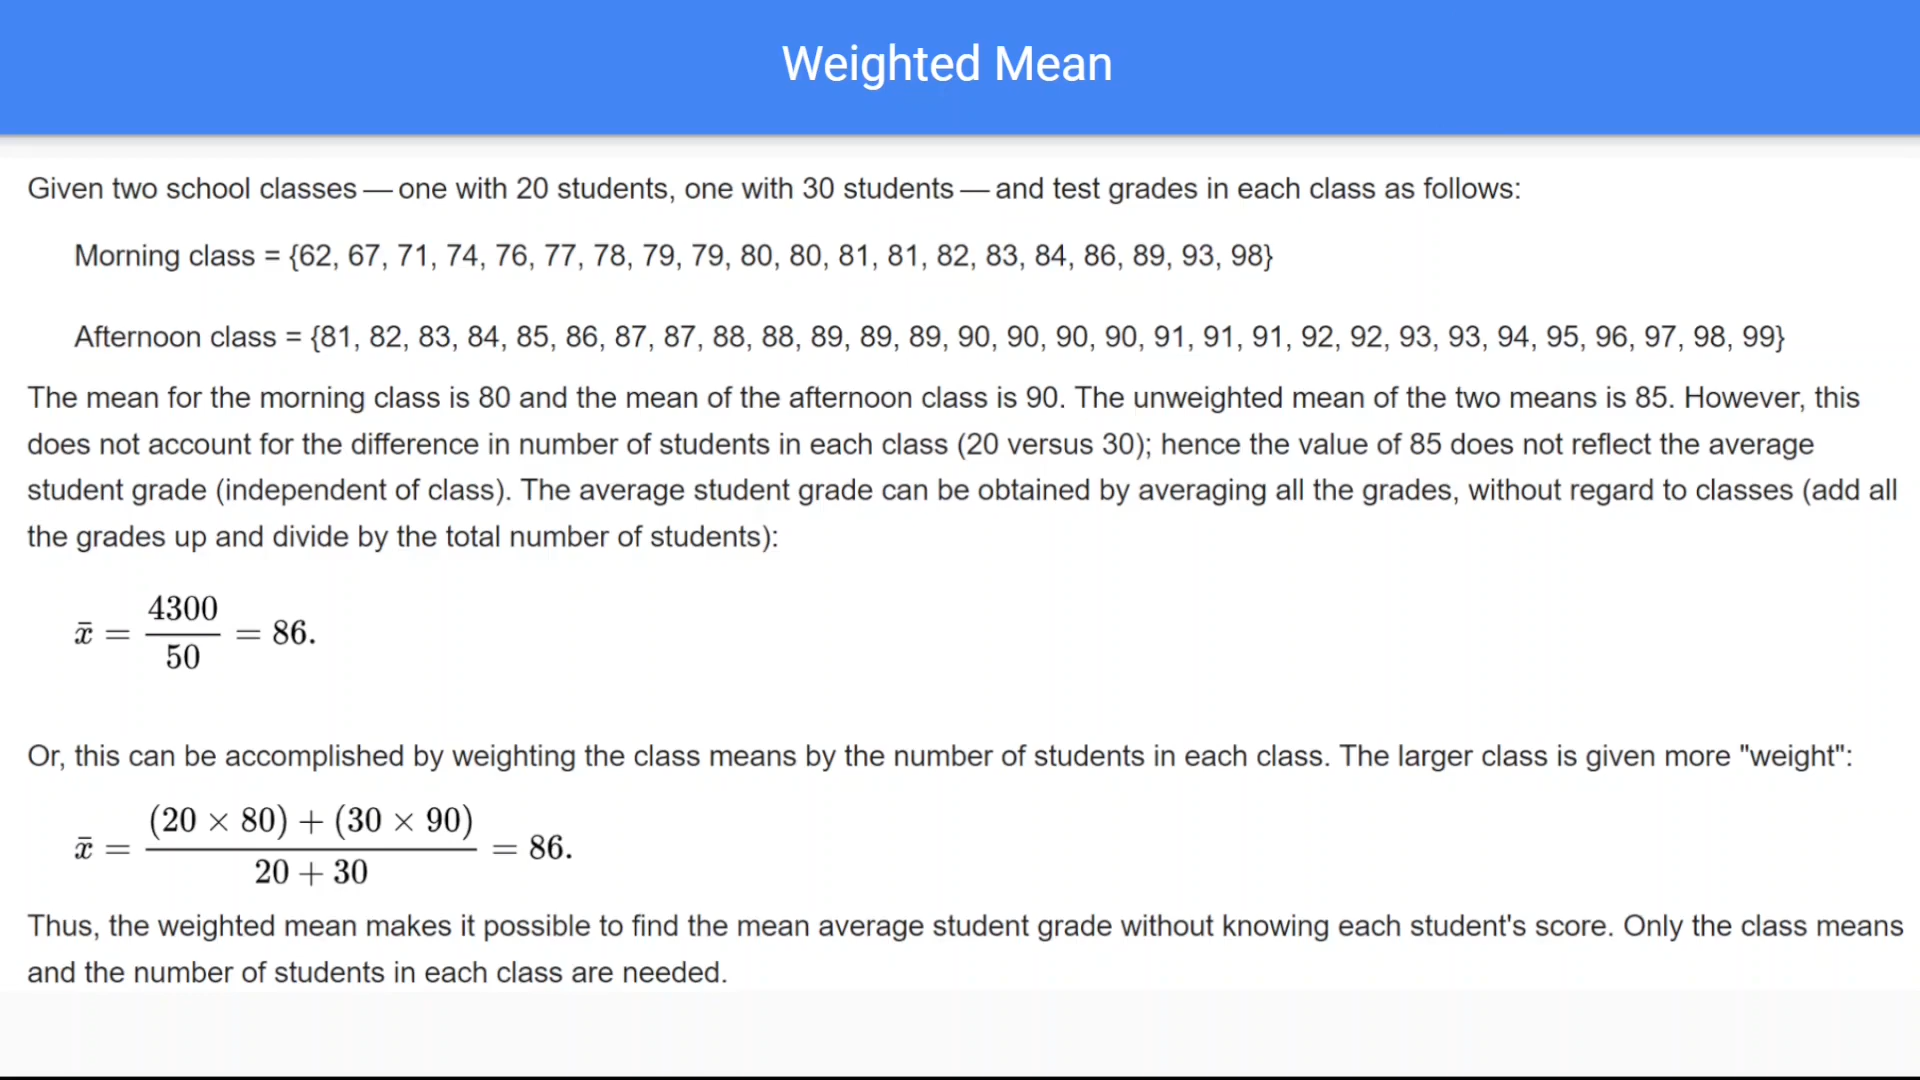 Weighted Mean
Given two school classes — one with 20 students, one with 30 students — and test grades in each class as follows:
Morning class = {62, 67, 71, 74, 76, 77, 78, 79, 79, 80, 80, 81, 81, 82, 83, 84, 86, 89, 93, 98}
Afternoon class = {81, 82, 83, 84, 85, 86, 87, 87, 88, 88, 89, 89, 89, 90, 90, 90, 90, 91, 91, 91, 92, 92, 93, 93, 94, 95, 96, 97, 98, 99}
The mean for the morning class is 80 and the mean of the afternoon class is 90. The unweighted mean of the two means is 85. However, this
does not account for the difference in number of students in each class (20 versus 30); hence the value of 85 does not reflect the average
student grade (independent of class). The average student grade can be obtained by averaging all the grades, without regard to classes (add all
the grades up and divide by the total number of students):
x̄ = 4300 / 50 = 86.
Or, this can be accomplished by weighting the class means by the number of students in each class. The larger class is given more "weight":
x̄ = (20 × 80) + (30 × 90) / 20 + 30 = 86.
Thus, the weighted mean makes it possible to find the mean average student grade without knowing each student's score. Only the class means
and the number of students in each class are needed.